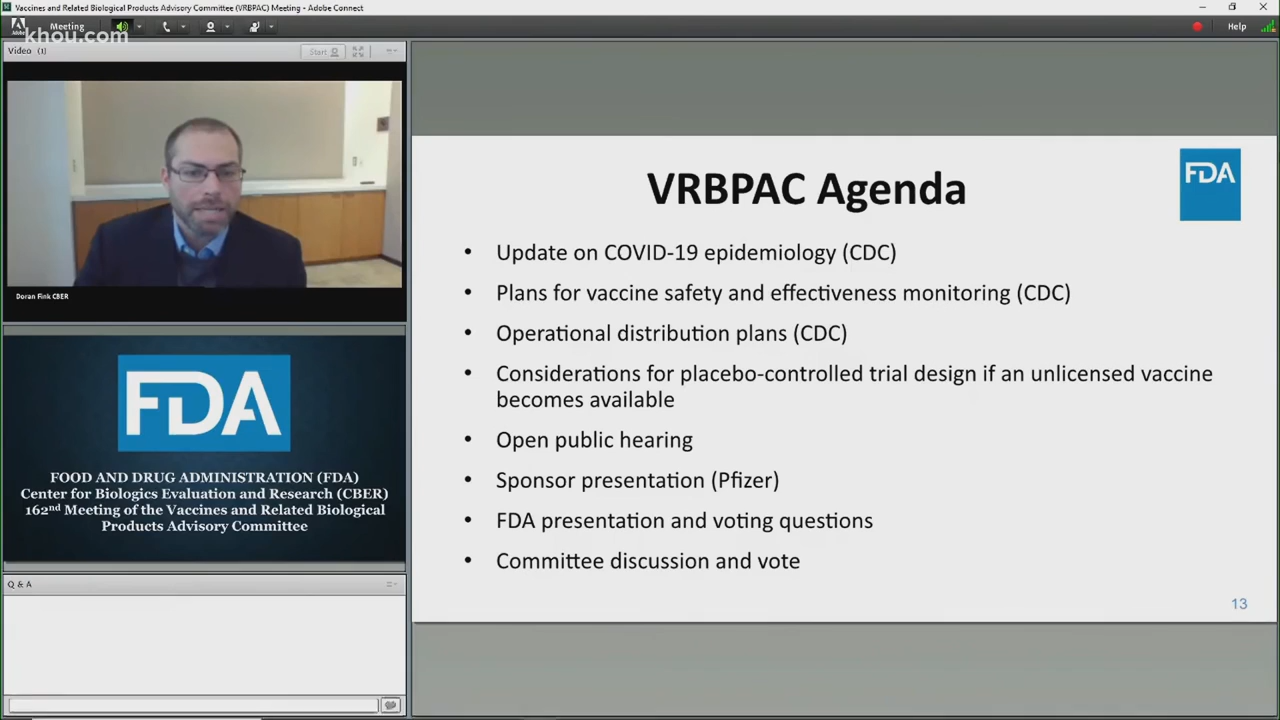 Vaccines and Related Biological Products Advisory Committee (VRBPAC) Meeting - Adobe Connect
Meeting
Help
khou.com
Video (1)
Start
Doran Fink CBER
FDA
FOOD AND DRUG ADMINISTRATION (FDA)
Center for Biologics Evaluation and Research (CBER)
162nd Meeting of the Vaccines and Related Biological
Products Advisory Committee
Q & A
VRBPAC Agenda
FDA
• Update on COVID-19 epidemiology (CDC)
• Plans for vaccine safety and effectiveness monitoring (CDC)
• Operational distribution plans (CDC)
• Considerations for placebo-controlled trial design if an unlicensed vaccine
becomes available
• Open public hearing
• Sponsor presentation (Pfizer)
• FDA presentation and voting questions
• Committee discussion and vote
13